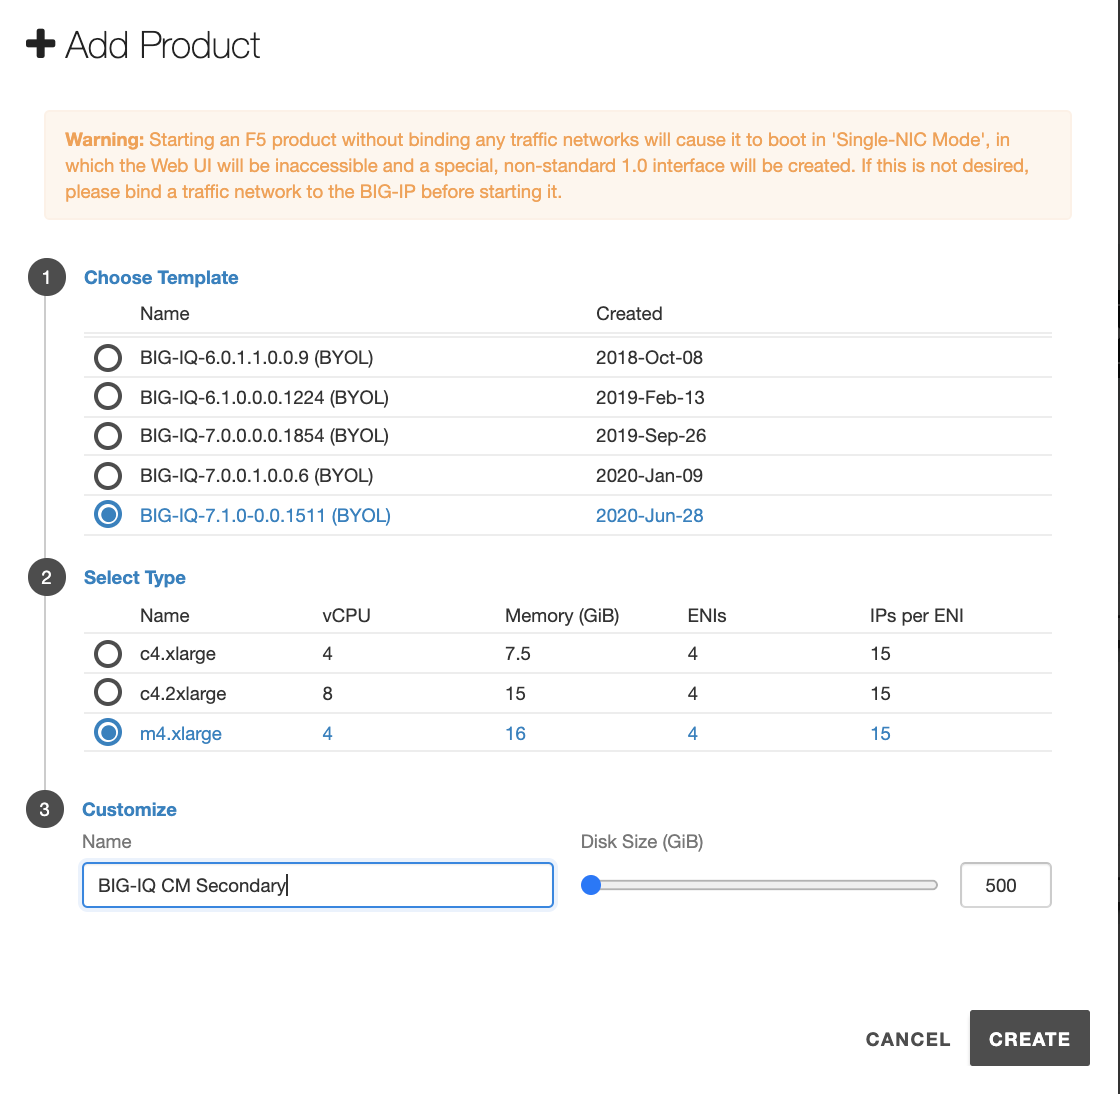 Add Product
Warning: Starting an F5 product without binding any traffic networks will cause it to boot in 'Single-NIC Mode', in
which the Web UI will be inaccessible and a special, non-standard 1.0 interface will be created. If this is not desired,
please bind a traffic network to the BIG-IP before starting it.
1 Choose Template
Name Created
BIG-IQ-6.0.1.1.0.0.9 (BYOL) 2018-Oct-08
BIG-IQ-6.1.0.0.0.1224 (BYOL) 2019-Feb-13
BIG-IQ-7.0.0.0.0.1854 (BYOL) 2019-Sep-26
BIG-IQ-7.0.0.1.0.0.6 (BYOL) 2020-Jan-09
BIG-IQ-7.1.0-0.0.1511 (BYOL) 2020-Jun-28
2 Select Type
Name vCPU Memory (GiB) ENIs IPs per ENI
c4.xlarge 4 7.5 4 15
c4.2xlarge 8 15 4 15
m4.xlarge 4 16 4 15
3 Customize
Name Disk Size (GiB)
BIG-IQ CM Secondary 500
CANCEL CREATE